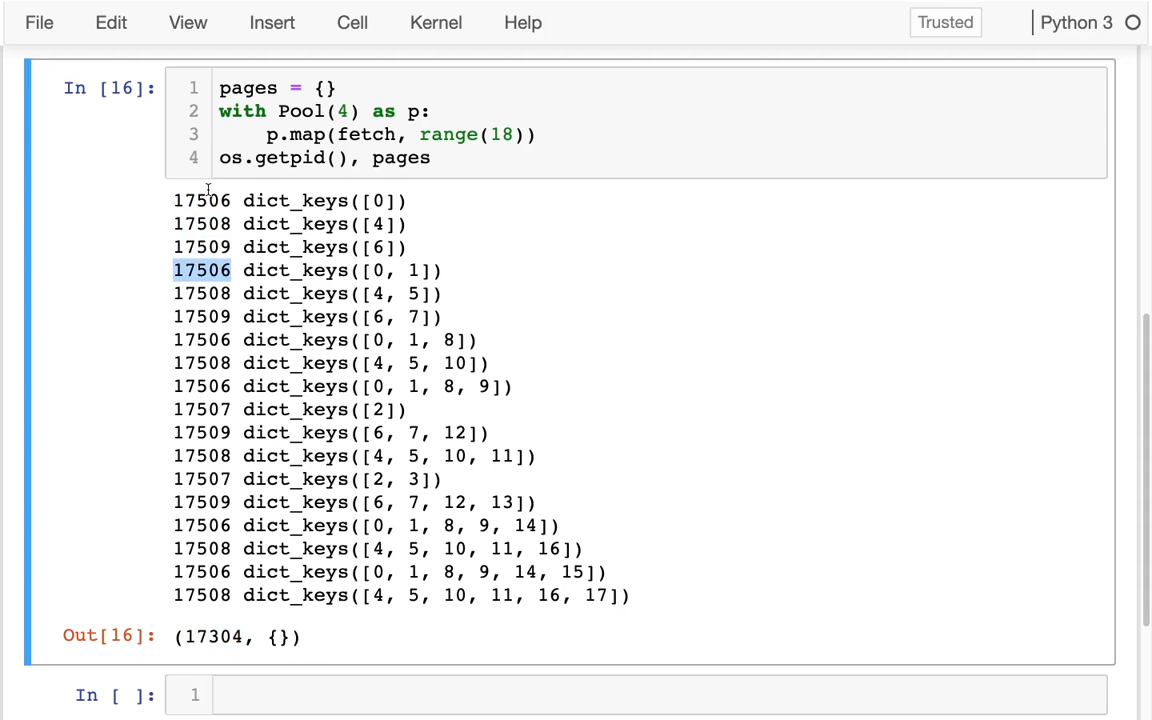 File Edit View Insert Cell Kernel Help Trusted Python 3
In [16]:
1 pages = {}
2 with Pool(4) as p:
3     p.map(fetch, range(18))
4 os.getpid(), pages
17506 dict_keys([0])
17508 dict_keys([4])
17509 dict_keys([6])
17506 dict_keys([0, 1])
17508 dict_keys([4, 5])
17509 dict_keys([6, 7])
17506 dict_keys([0, 1, 8])
17508 dict_keys([4, 5, 10])
17506 dict_keys([0, 1, 8, 9])
17507 dict_keys([2])
17509 dict_keys([6, 7, 12])
17508 dict_keys([4, 5, 10, 11])
17507 dict_keys([2, 3])
17509 dict_keys([6, 7, 12, 13])
17506 dict_keys([0, 1, 8, 9, 14])
17508 dict_keys([4, 5, 10, 11, 16])
17506 dict_keys([0, 1, 8, 9, 14, 15])
17508 dict_keys([4, 5, 10, 11, 16, 17])
Out[16]: (17304, {})
In [ ]: 1